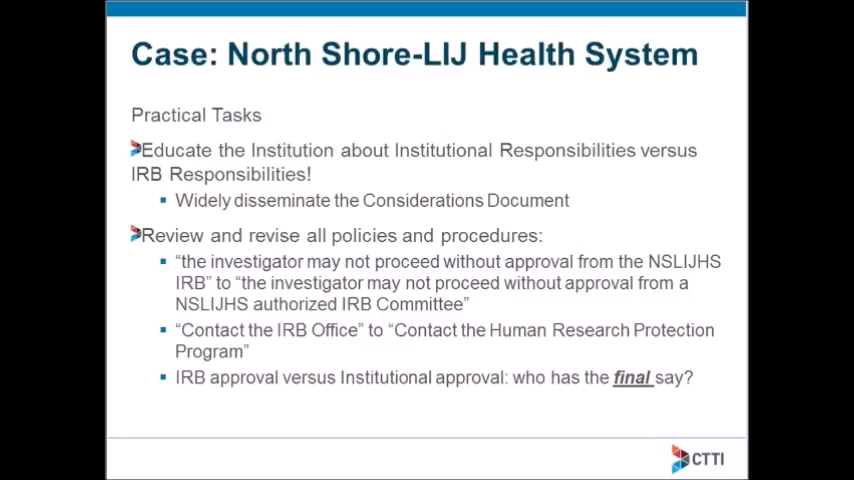 Case: North Shore-LIJ Health System
Practical Tasks
Educate the Institution about Institutional Responsibilities versus
IRB Responsibilities!
Widely disseminate the Considerations Document
Review and revise all policies and procedures:
“the investigator may not proceed without approval from the NSLIJHS
IRB” to “the investigator may not proceed without approval from a
NSLIJHS authorized IRB Committee”
“Contact the IRB Office” to “Contact the Human Research Protection
Program”
IRB approval versus Institutional approval: who has the final say?
CTTI